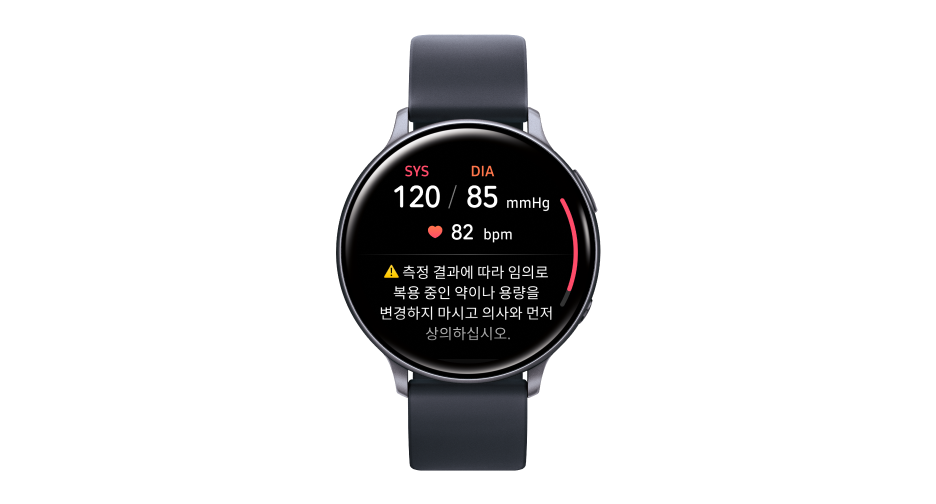 SYS DIA
120 / 85 mmHg
82 bpm
측정 결과에 따라 임의로
복용 중인 약이나 용량을
변경하지 마시고 의사와 먼저
상의하십시오.